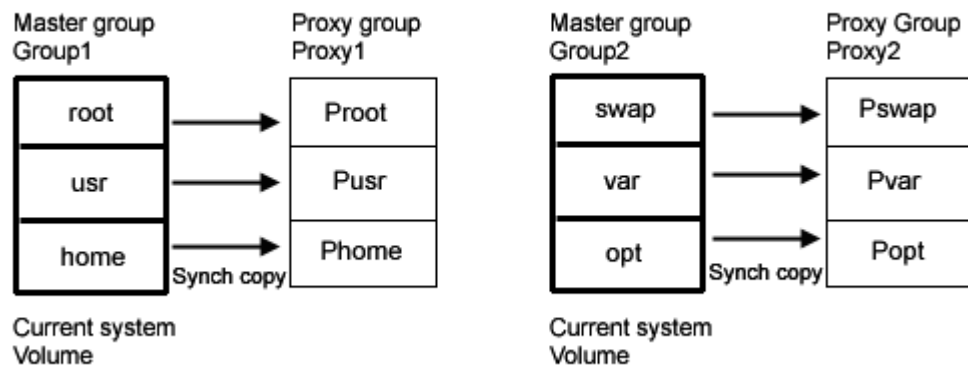 Master group
Group1
Proxy group
Proxy1
root
Proot
usr
Pusr
home
Phome
Synch copy
Current system
Volume
Master group
Group2
Proxy Group
Proxy2
swap
Pswap
var
Pvar
opt
Popt
Synch copy
Current system
Volume